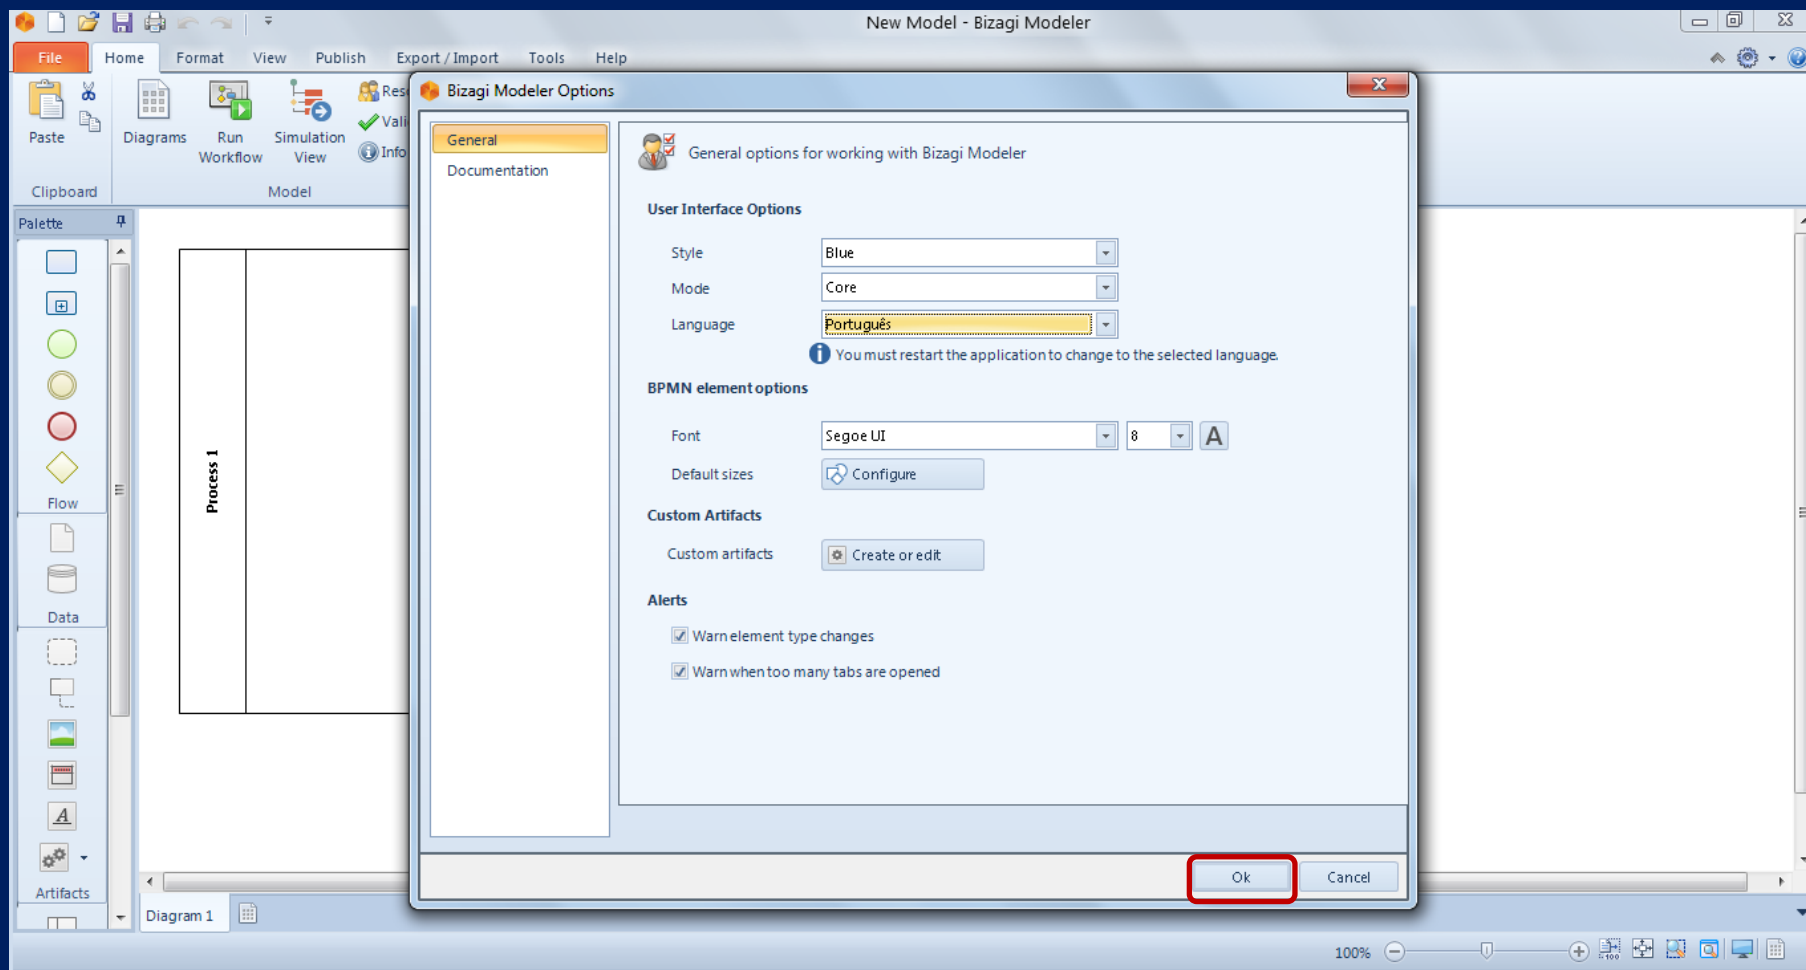 New Model - Bizagi Modeler
File Home Format View Publish Export / Import Tools Help
Paste
Clipboard
Diagrams
Run Workflow
Simulation View
Info
Model
Palette
Flow
Data
Artifacts
Process 1
Bizagi Modeler Options
General
Documentation
General options for working with Bizagi Modeler
User Interface Options
Style Blue
Mode Core
Language Português
You must restart the application to change to the selected language.
BPMN element options
Font Segoe UI 8 A
Default sizes Configure
Custom Artifacts
Custom artifacts Create or edit
Alerts
Warn element type changes
Warn when too many tabs are opened
Ok Cancel
Diagram 1
100%